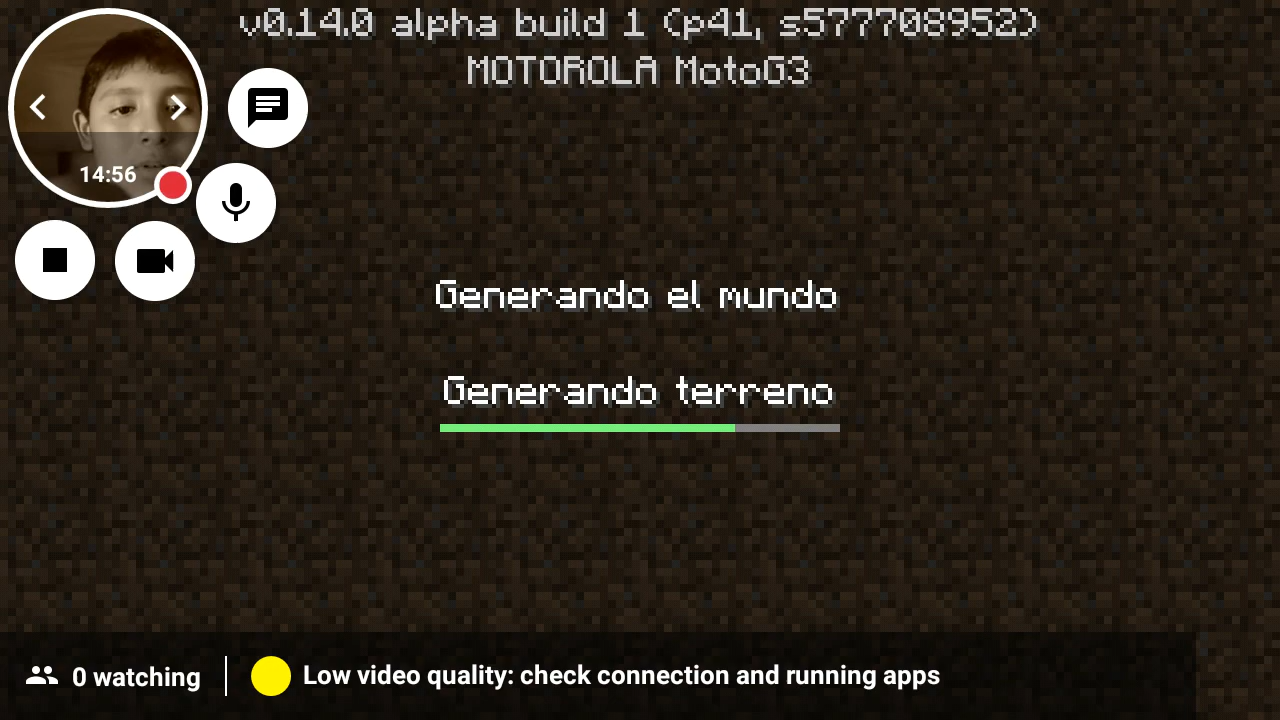 v0.14.0 alpha build 1 (p41, s577708952)
MOTOROLA MotoG3
14:56
Generando el mundo
Generando terreno
0 watching
Low video quality: check connection and running apps